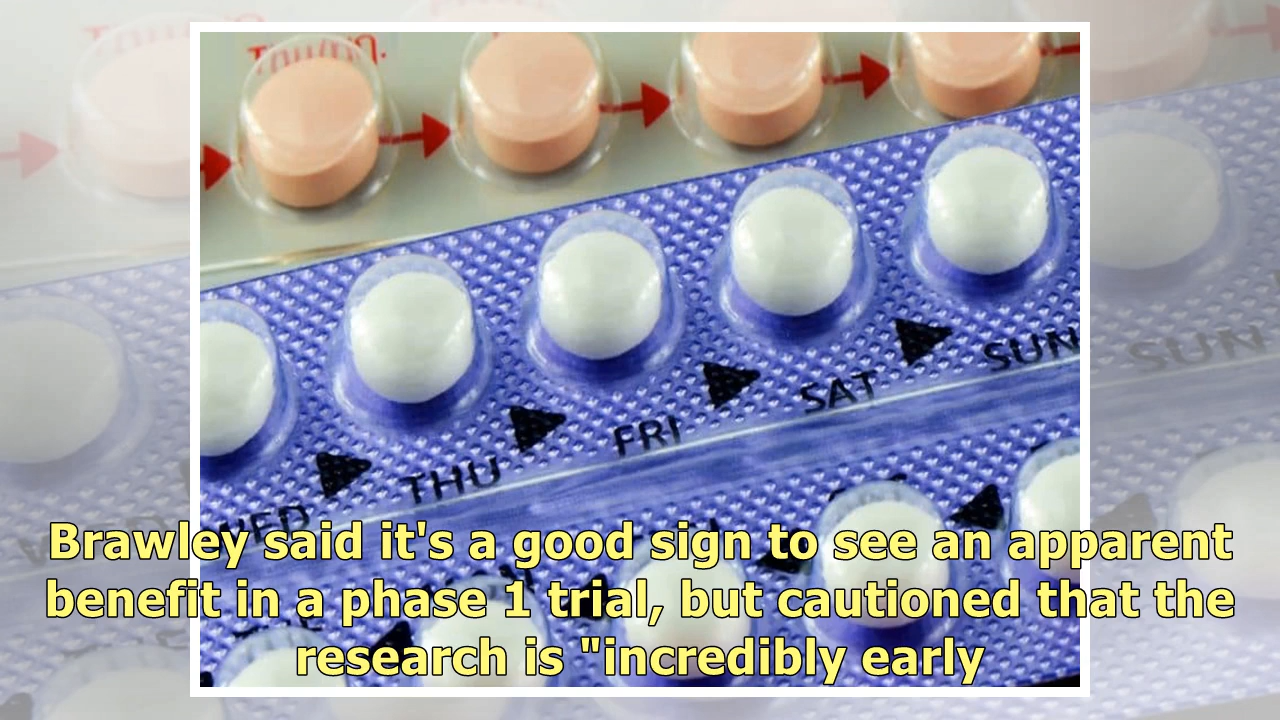 WED THU FRI SAT SUN
Brawley said it's a good sign to see an apparent
benefit in a phase 1 trial, but cautioned that the
research is "incredibly early